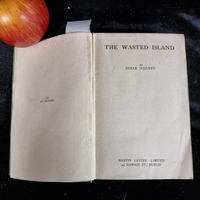 THE WASTED ISLAND
BY
EIMAR O'DUFFY
MARTIN LESTER, LIMITED
DAWSON ST., DUBLIN